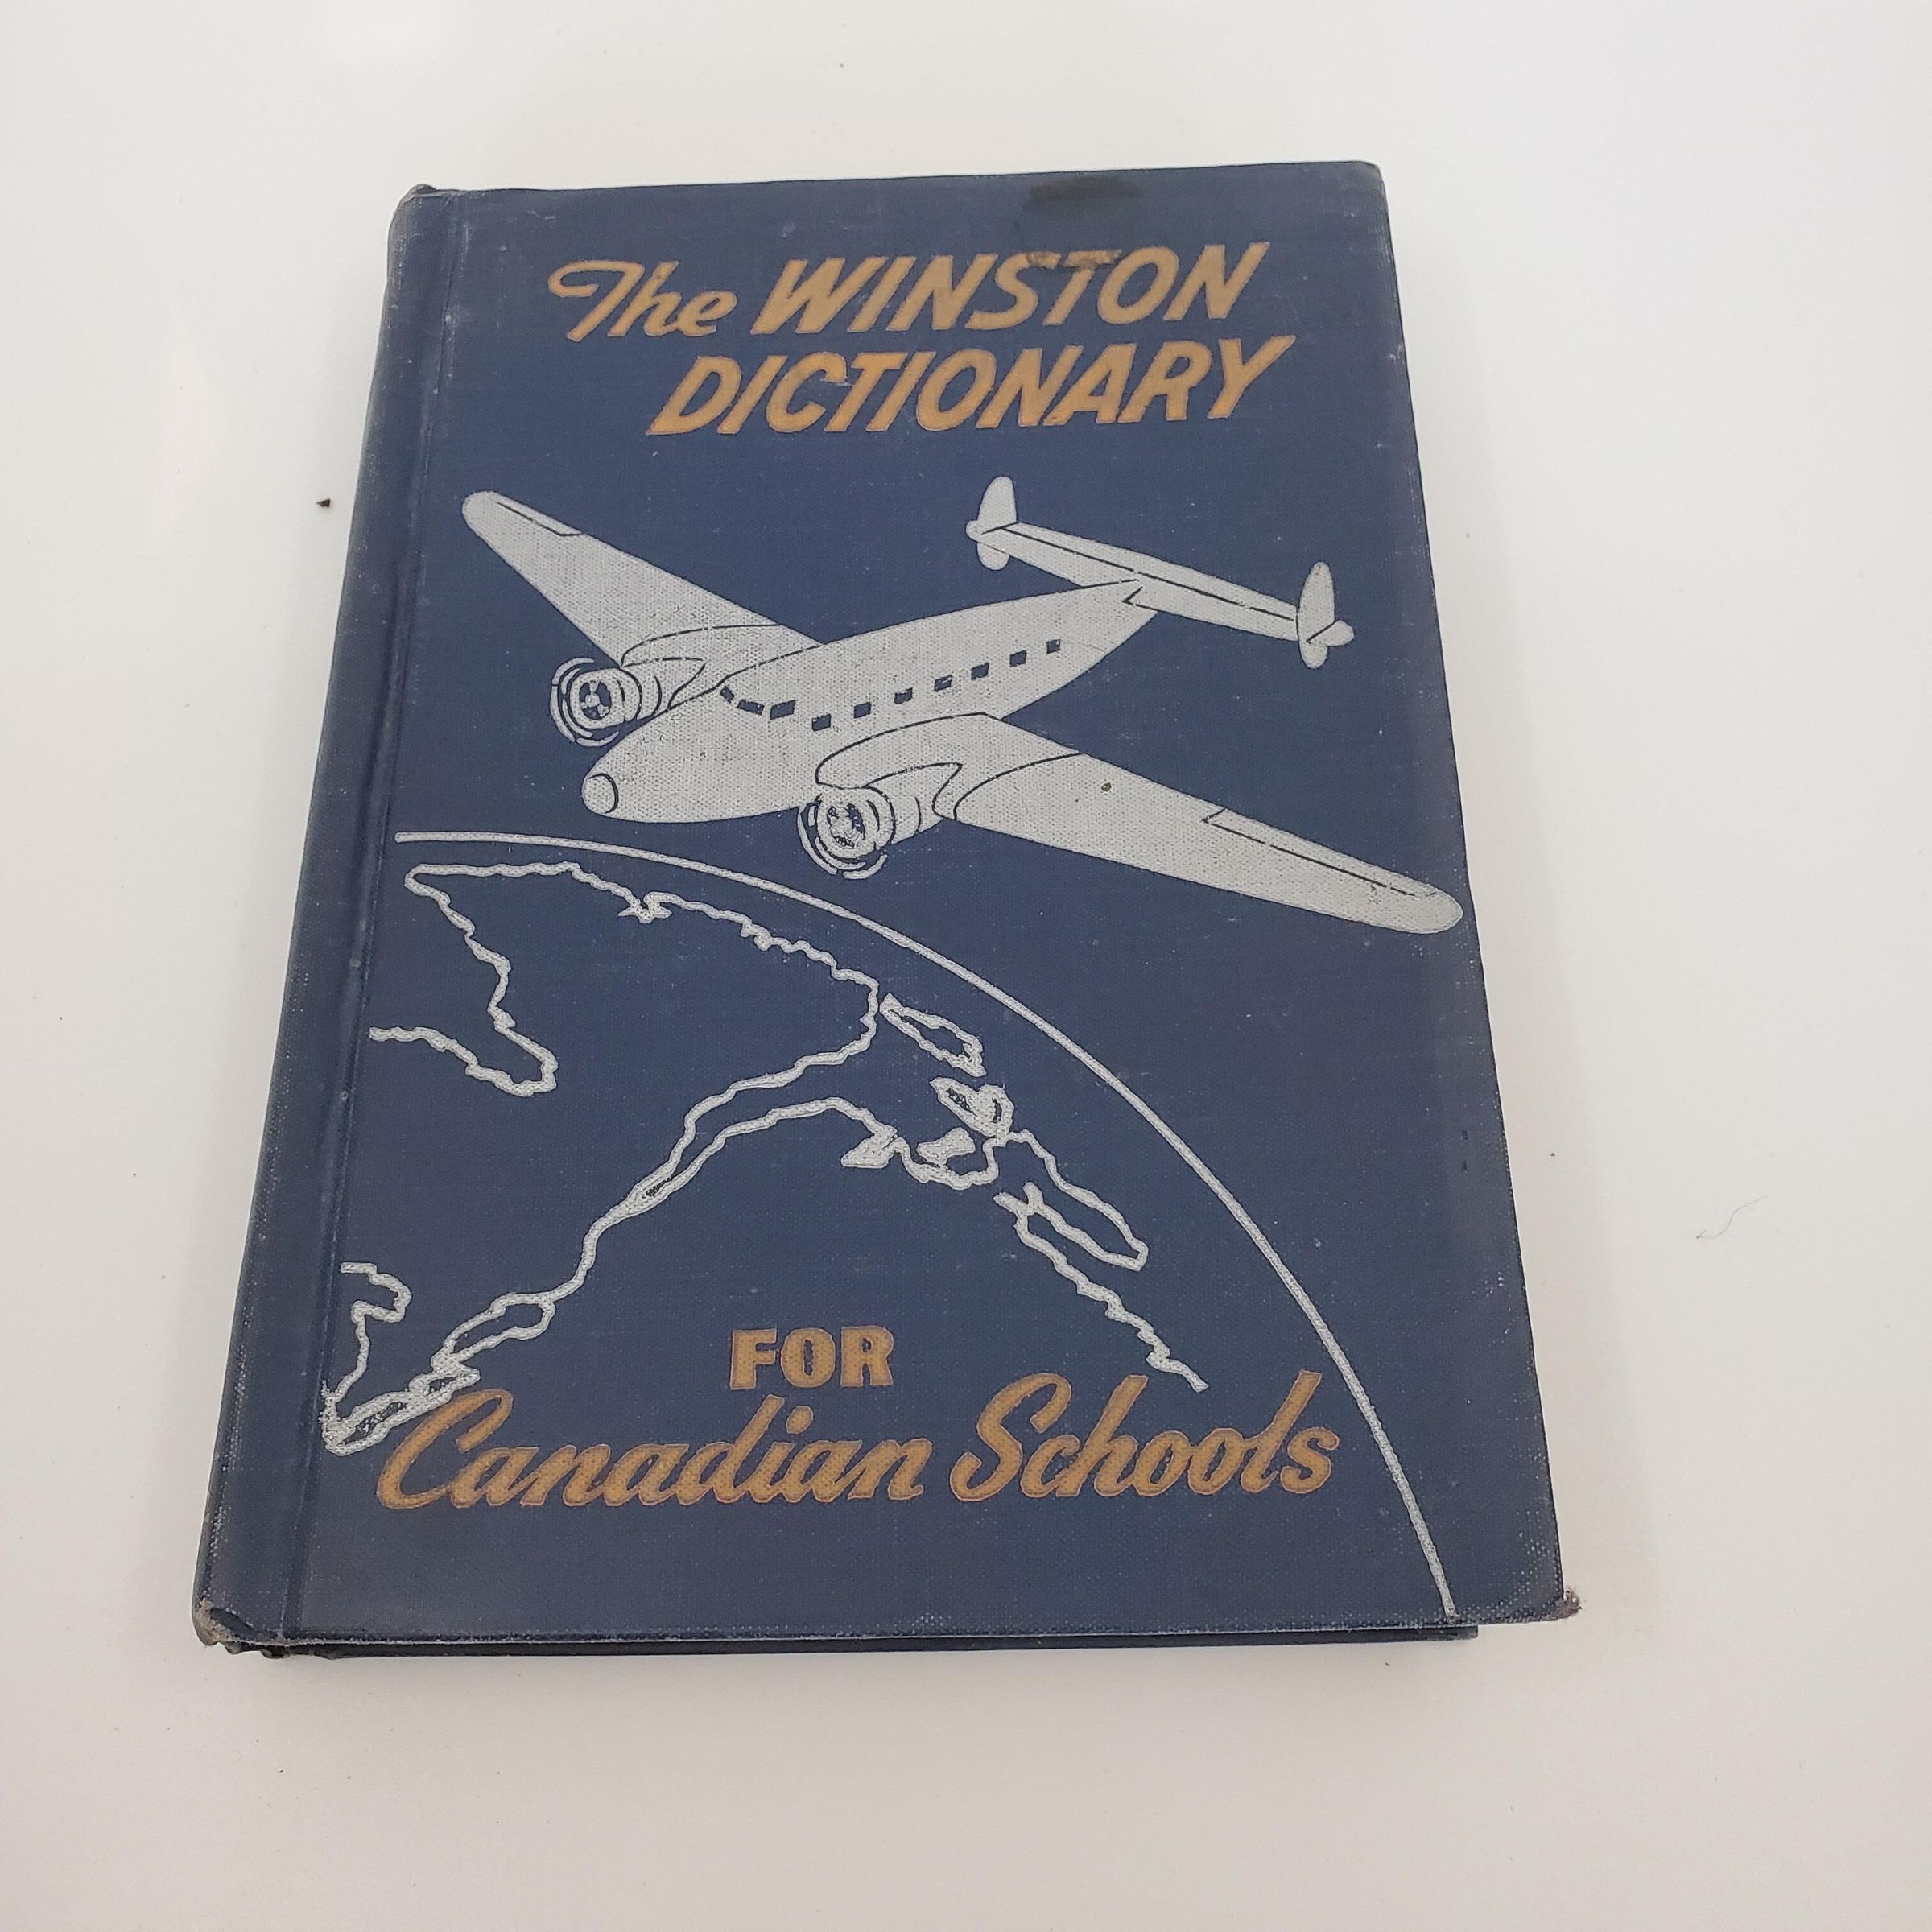 The WINSTON
DICTIONARY
FOR
Canadian Schools